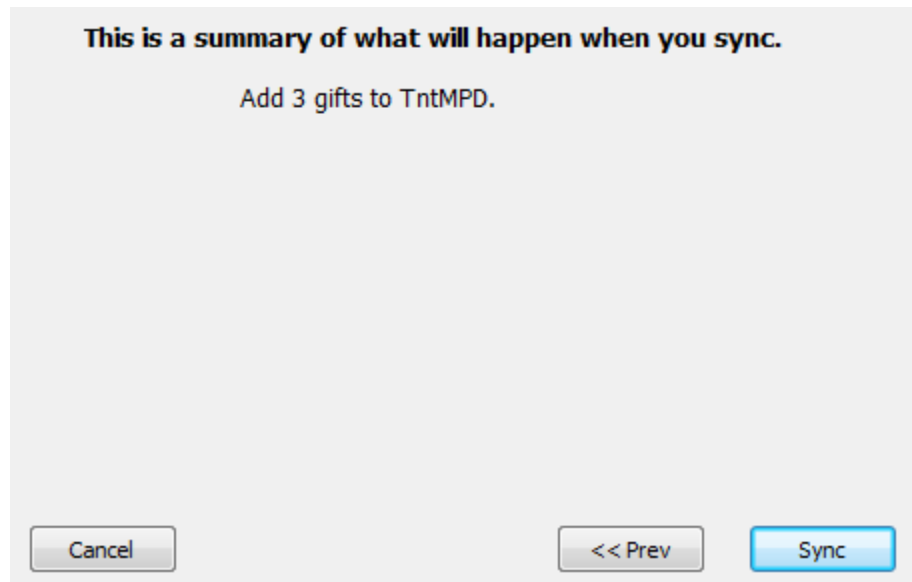 This is a summary of what will happen when you sync.
Add 3 gifts to TntMPD.
Cancel
<< Prev
Sync